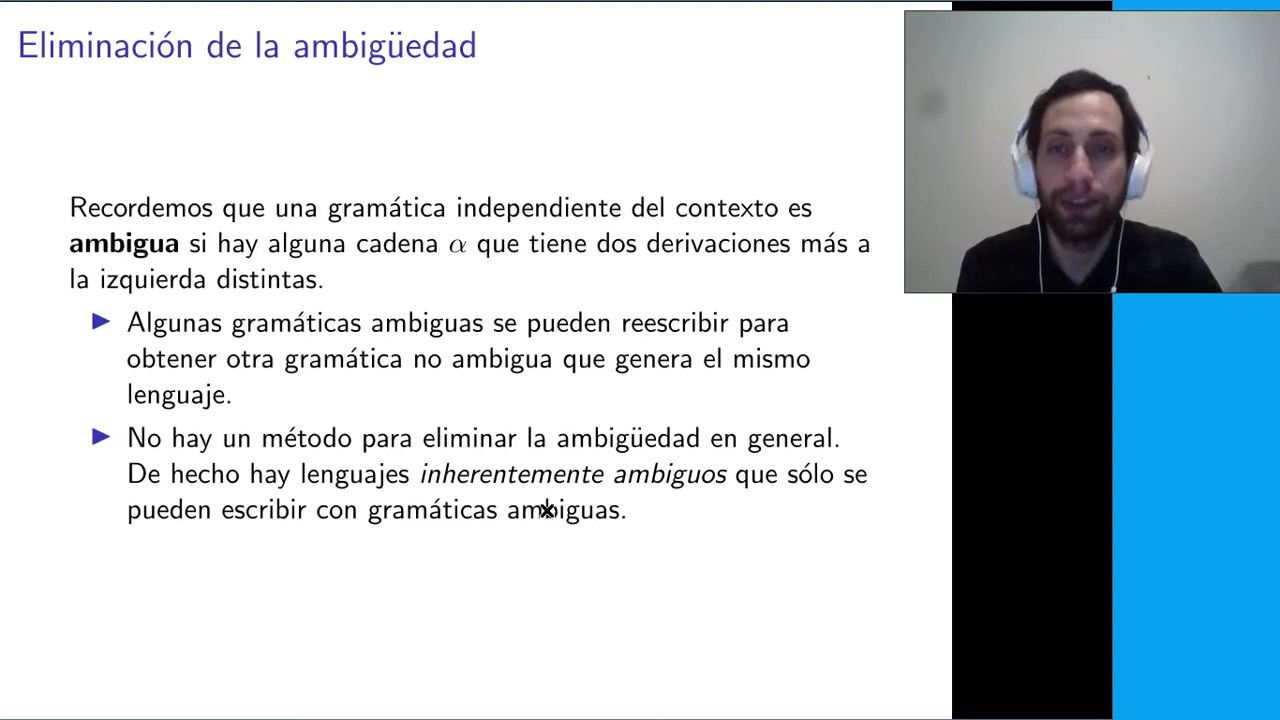 Eliminación de la ambigüedad
Recordemos que una gramática independiente del contexto es
ambigua si hay alguna cadena α que tiene dos derivaciones más a
la izquierda distintas.
▶ Algunas gramáticas ambiguas se pueden reescribir para
obtener otra gramática no ambigua que genera el mismo
lenguaje.
▶ No hay un método para eliminar la ambigüedad en general.
De hecho hay lenguajes inherentemente ambiguos que sólo se
pueden escribir con gramáticas ambiguas.